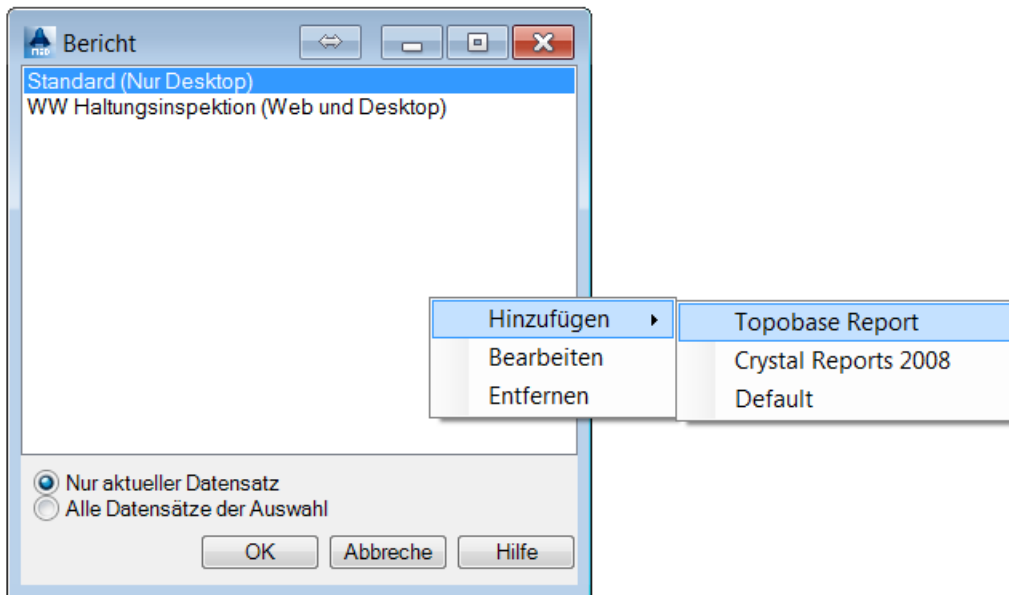 Bericht
Standard (Nur Desktop)
WW Haltungsinspektion (Web und Desktop)
Hinzufügen
Bearbeiten
Entfernen
Topobase Report
Crystal Reports 2008
Default
Nur aktueller Datensatz
Alle Datensätze der Auswahl
OK Abbreche Hilfe